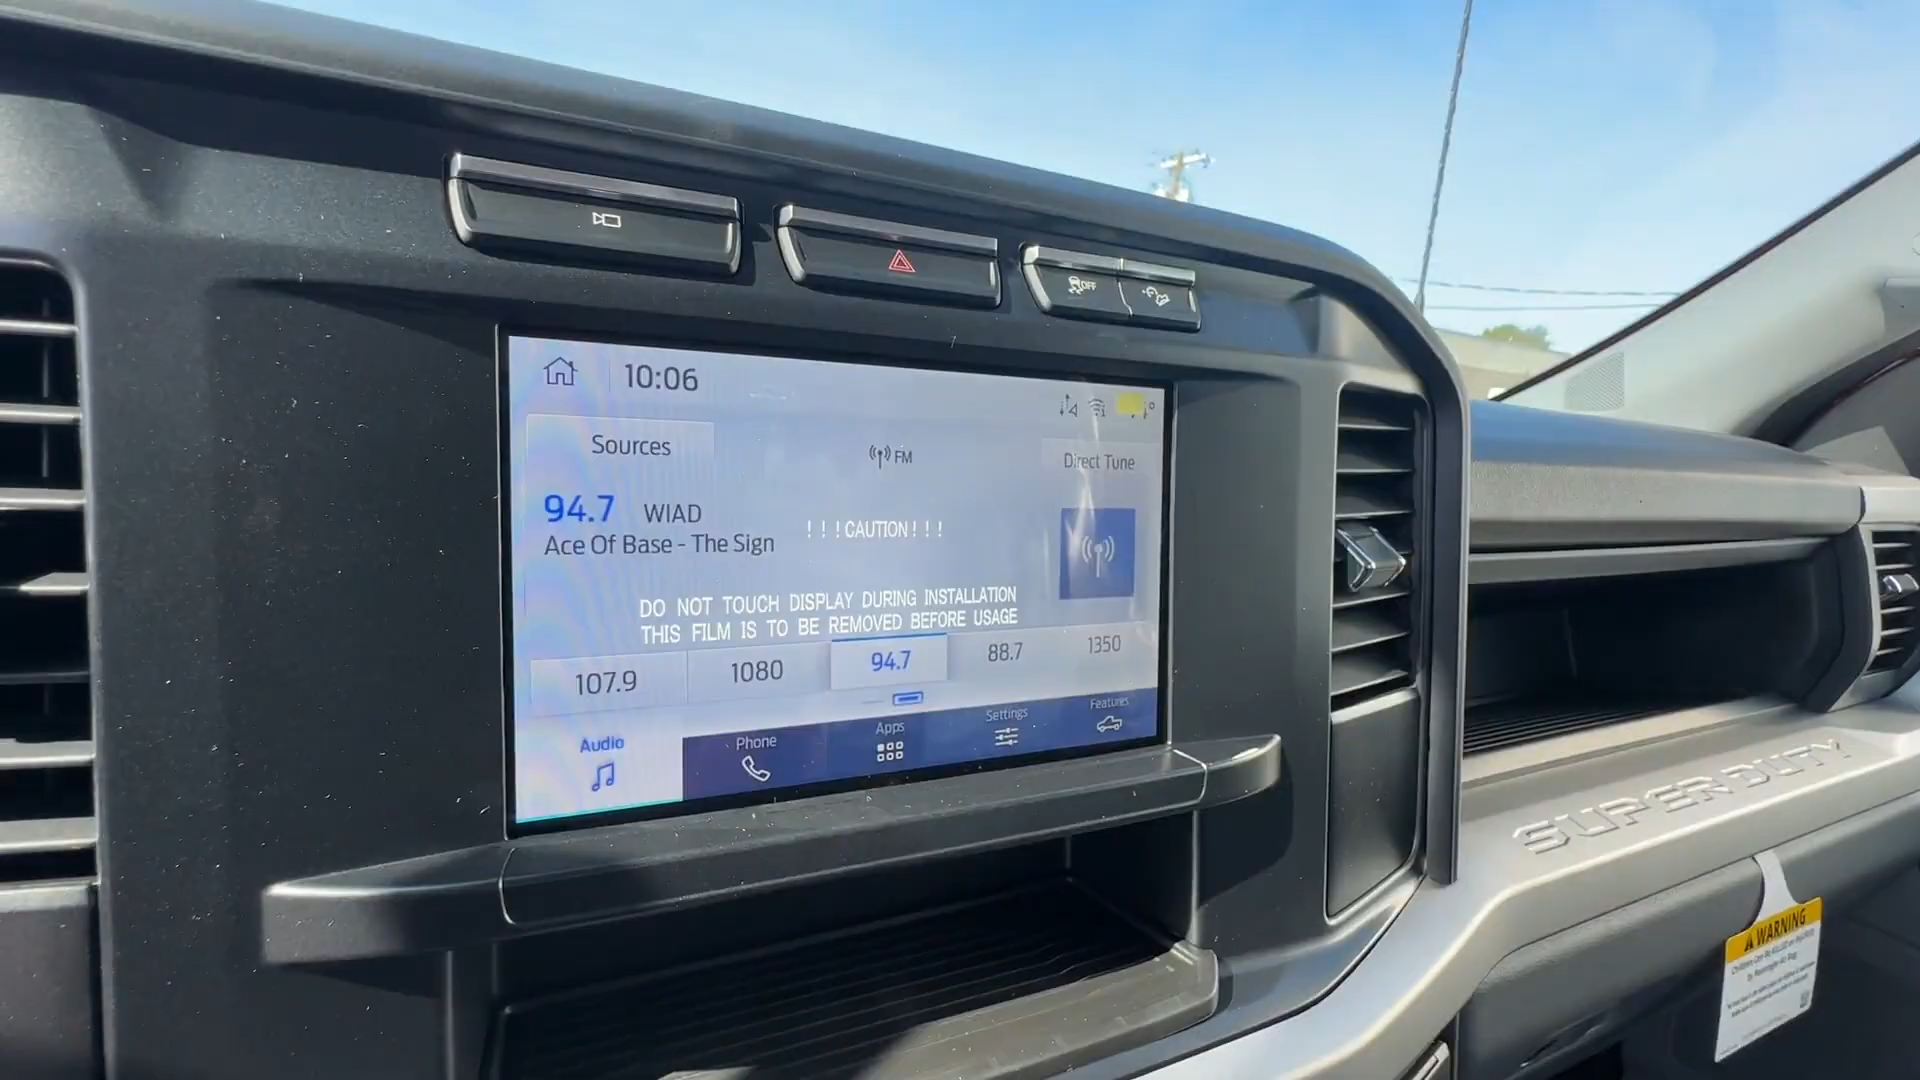 OFF
10:06
Sources
FM
Direct Tune
94.7 WIAD
Ace Of Base - The Sign
! ! ! CAUTION ! ! !
DO NOT TOUCH DISPLAY DURING INSTALLATION
THIS FILM IS TO BE REMOVED BEFORE USAGE
107.9
1080
94.7
88.7
1350
Audio
Phone
Apps
Settings
Features
SUPER DUTY
WARNING